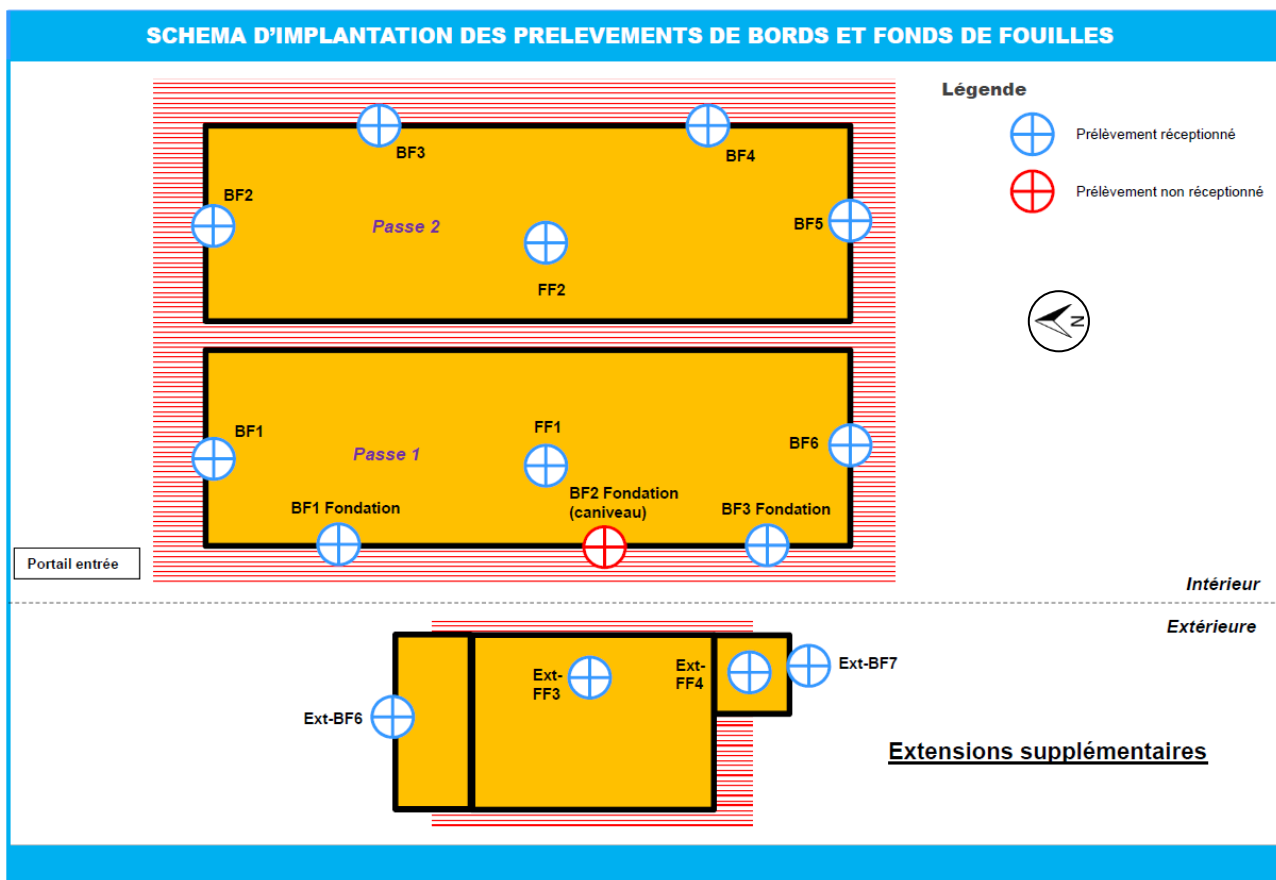 SCHEMA D'IMPLANTATION DES PRELEVEMENTS DE BORDS ET FONDS DE FOUILLES
Légende
Prélèvement réceptionné
Prélèvement non réceptionné
N
BF3
BF4
BF2
Passe 2
BF5
FF2
BF1
Passe 1
FF1
BF6
BF1 Fondation
BF2 Fondation
(caniveau)
BF3 Fondation
Portail entrée
Intérieur
Extérieure
Ext-
FF3
Ext-
FF4
Ext-BF7
Ext-BF6
Extensions supplémentaires